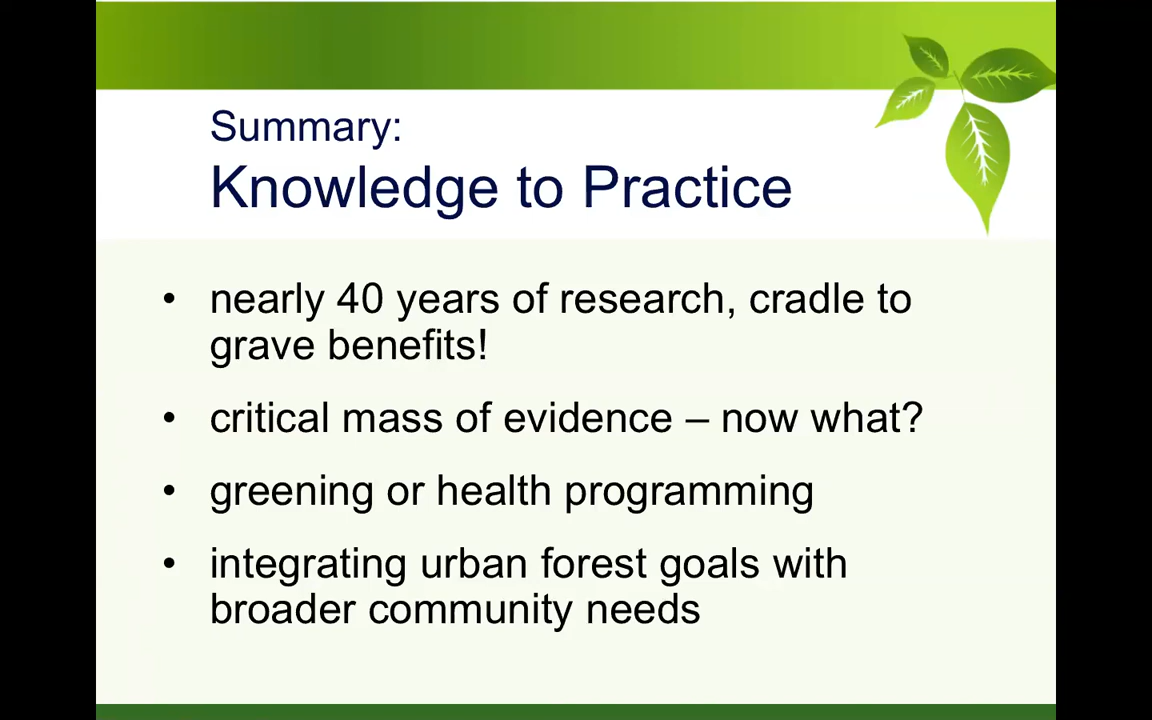 Summary:
Knowledge to Practice
• nearly 40 years of research, cradle to
grave benefits!
• critical mass of evidence – now what?
• greening or health programming
• integrating urban forest goals with
broader community needs